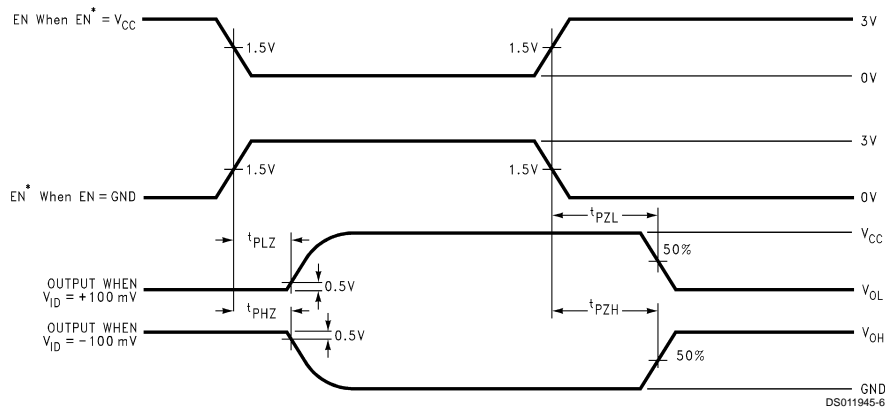 EN When EN* = VCC
1.5V
1.5V
3V
0V
3V
1.5V
1.5V
EN* When EN = GND
0V
tPZL
VCC
tPLZ
50%
OUTPUT WHEN
VID = +100 mV
0.5V
VOL
tPHZ
tPZH
OUTPUT WHEN
VID = -100 mV
0.5V
VOH
50%
GND
DS011945-6